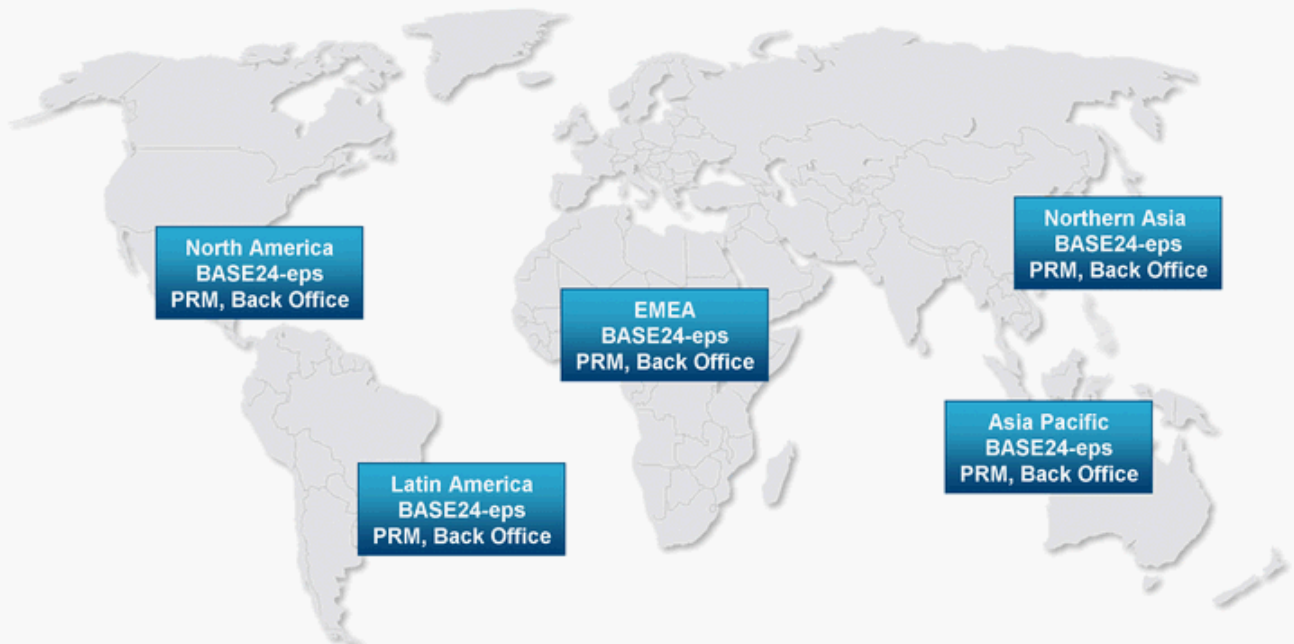 North America
BASE24-eps
PRM, Back Office
Northern Asia
BASE24-eps
PRM, Back Office
EMEA
BASE24-eps
PRM, Back Office
Asia Pacific
BASE24-eps
PRM, Back Office
Latin America
BASE24-eps
PRM, Back Office